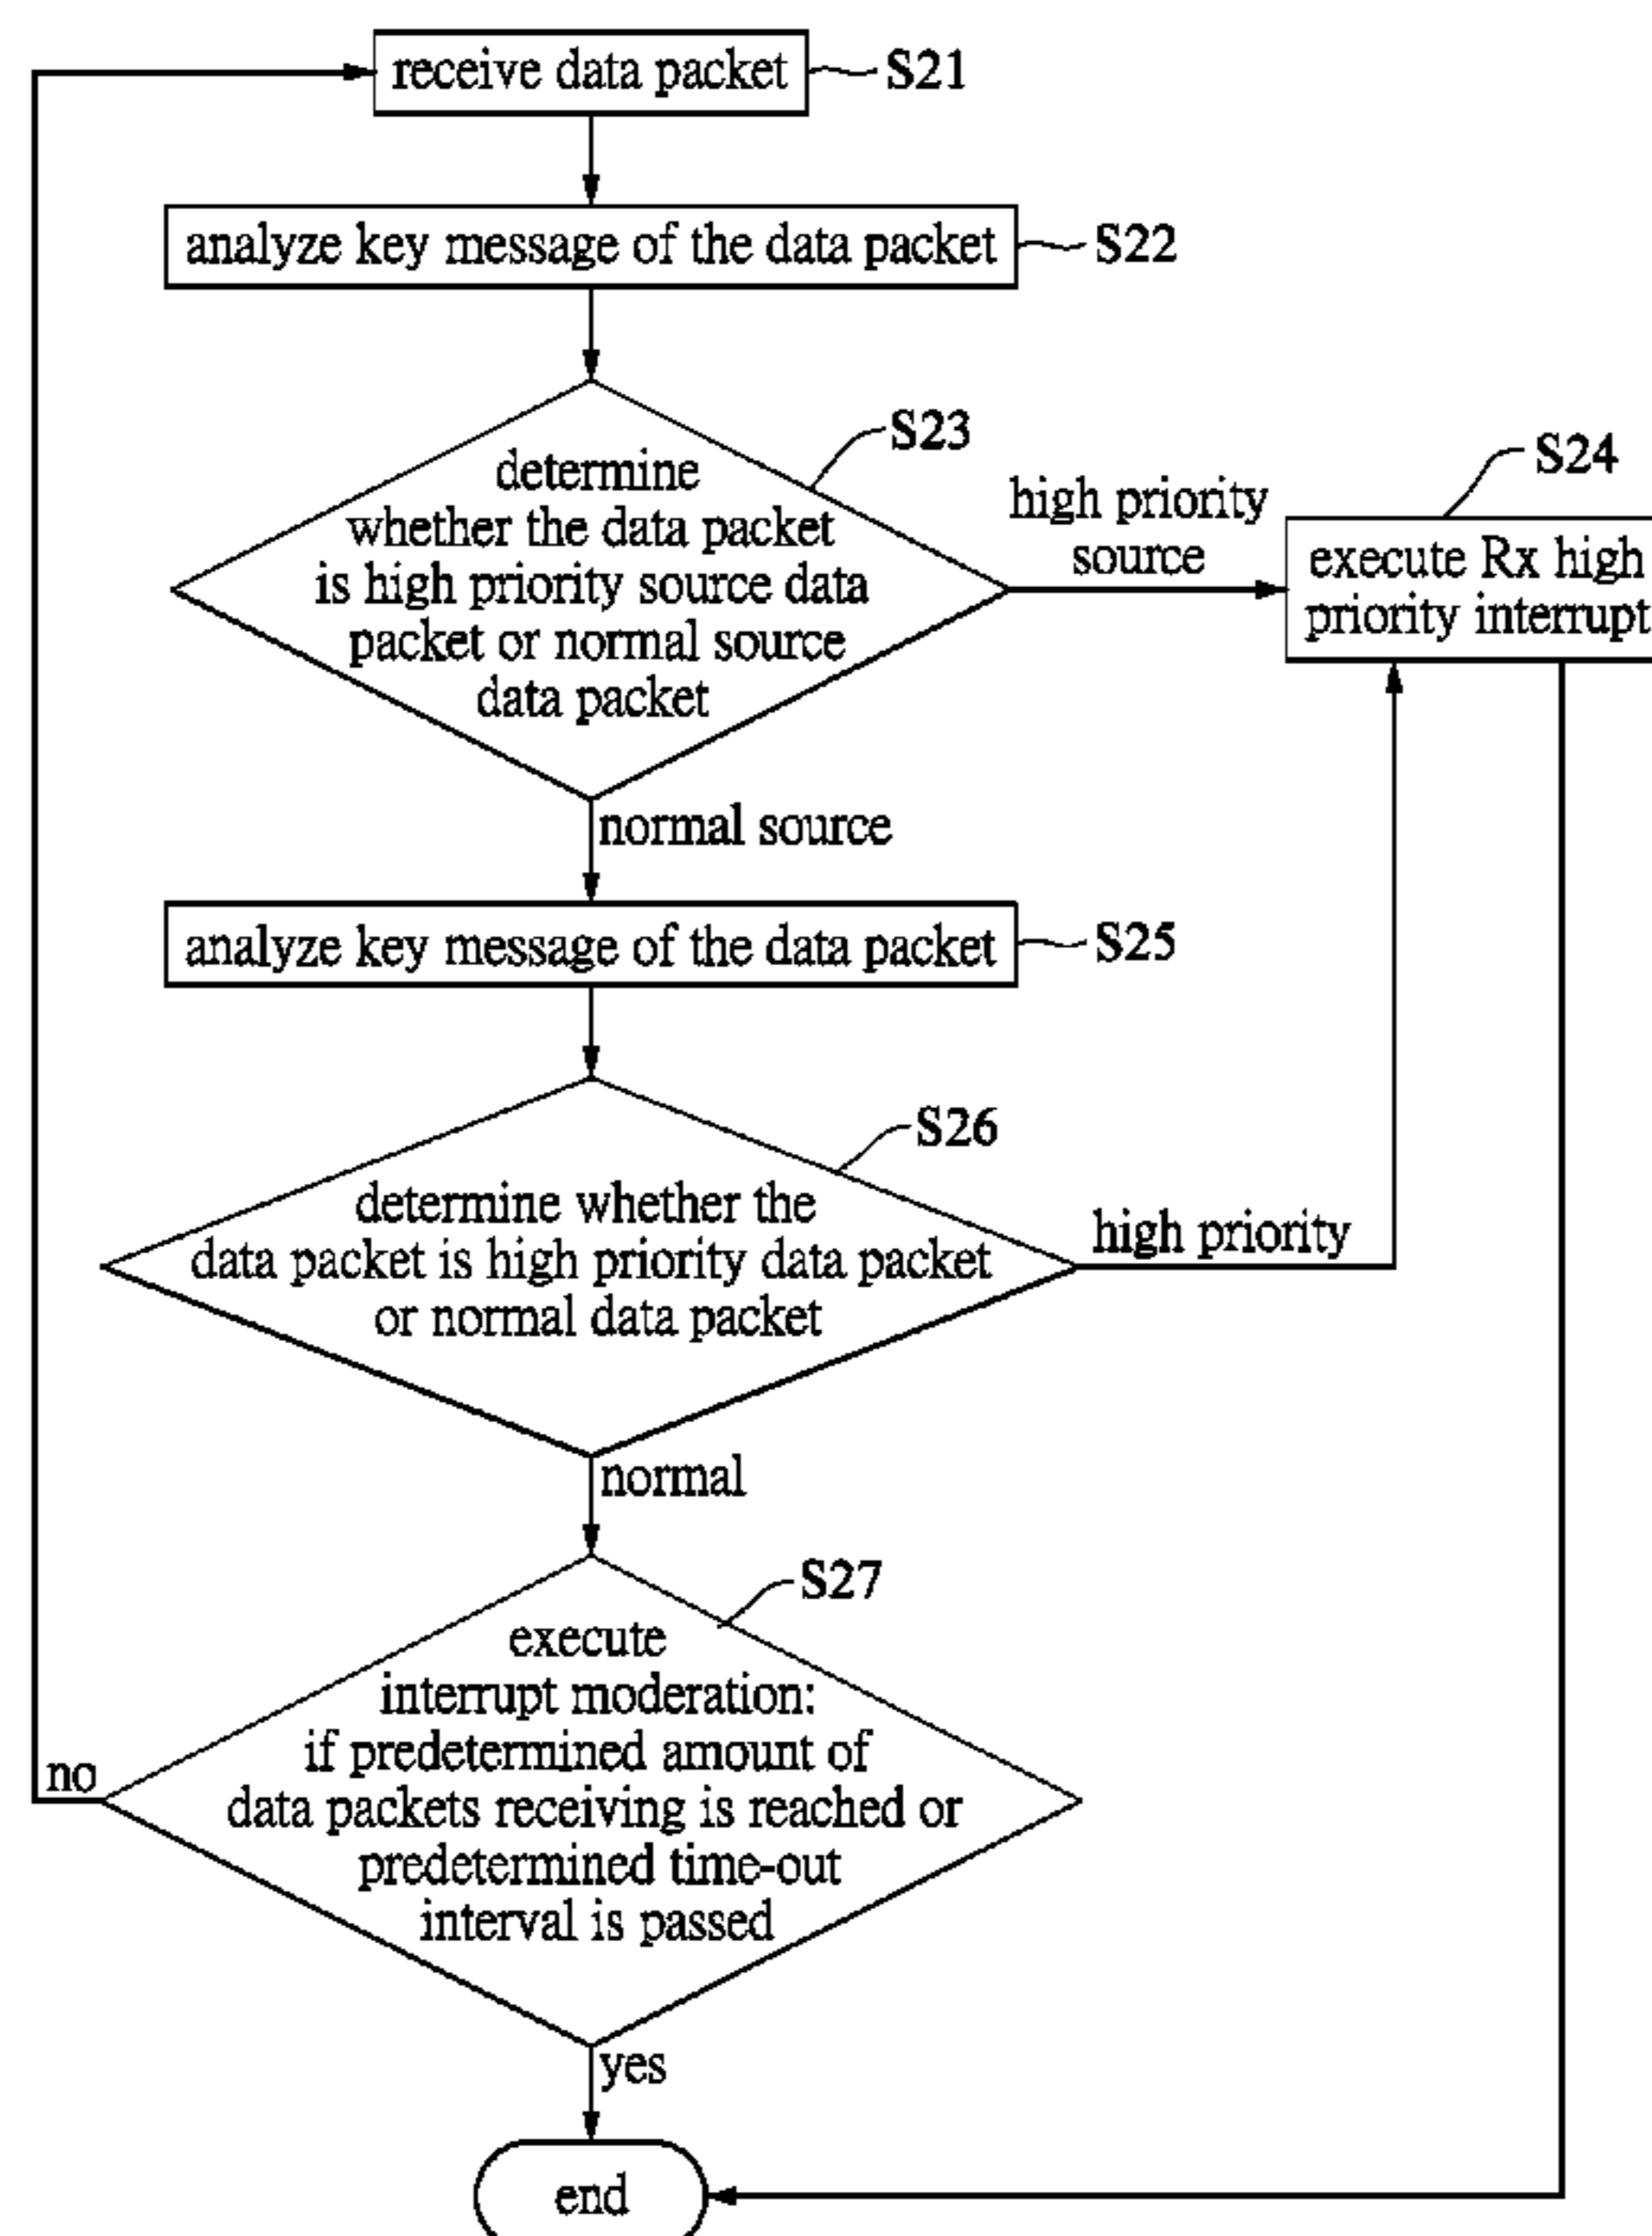 receive data packet
S21
analyze key message of the data packet
S22
determine
whether the data packet
is high priority source data
packet or normal source
data packet
S23
high priority
source
S24
execute Rx high
priority interrupt
normal source
analyze key message of the data packet
S25
S26
determine whether the
data packet is high priority data packet
or normal data packet
high priority
normal
S27
execute
interrupt moderation:
if predetermined amount of
data packets receiving is reached or
predetermined time-out
interval is passed
no
yes
end